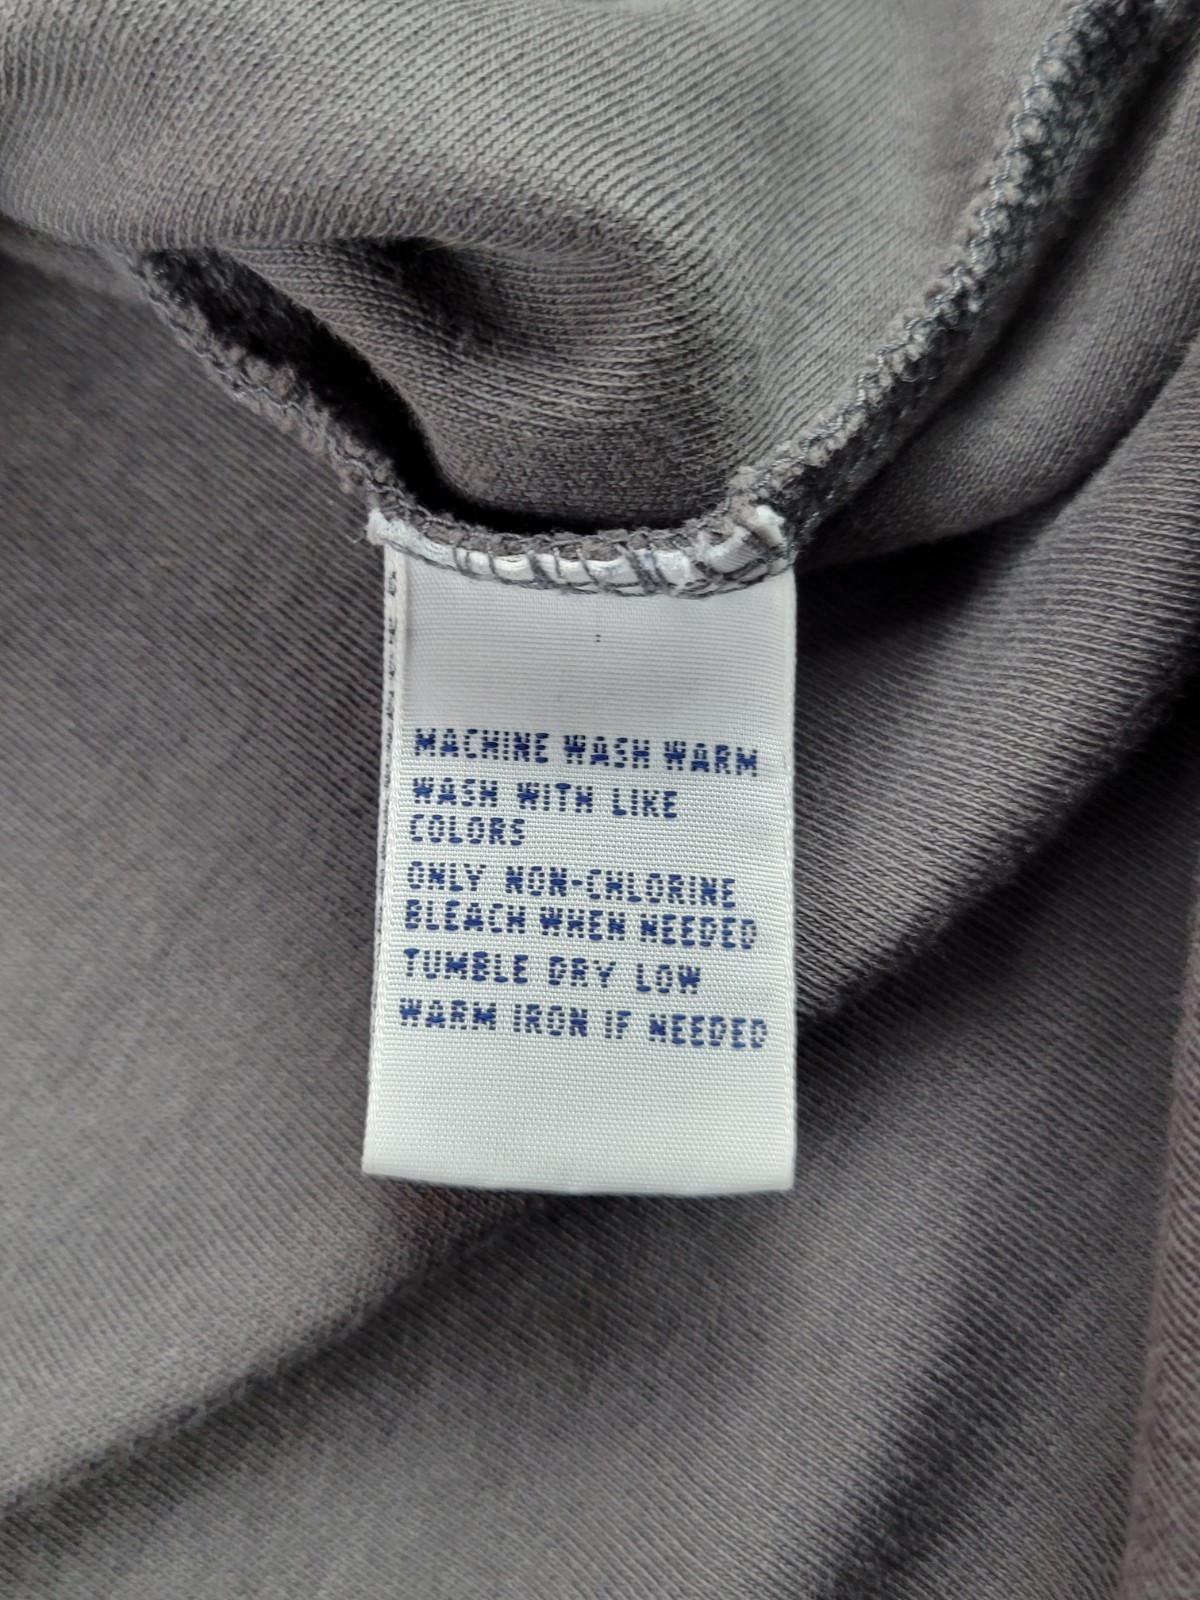 MACHINE WASH WARM
WASH WITH LIKE
COLORS
ONLY NON-CHLORINE
BLEACH WHEN NEEDED
TUMBLE DRY LOW
WARM IRON IF NEEDED